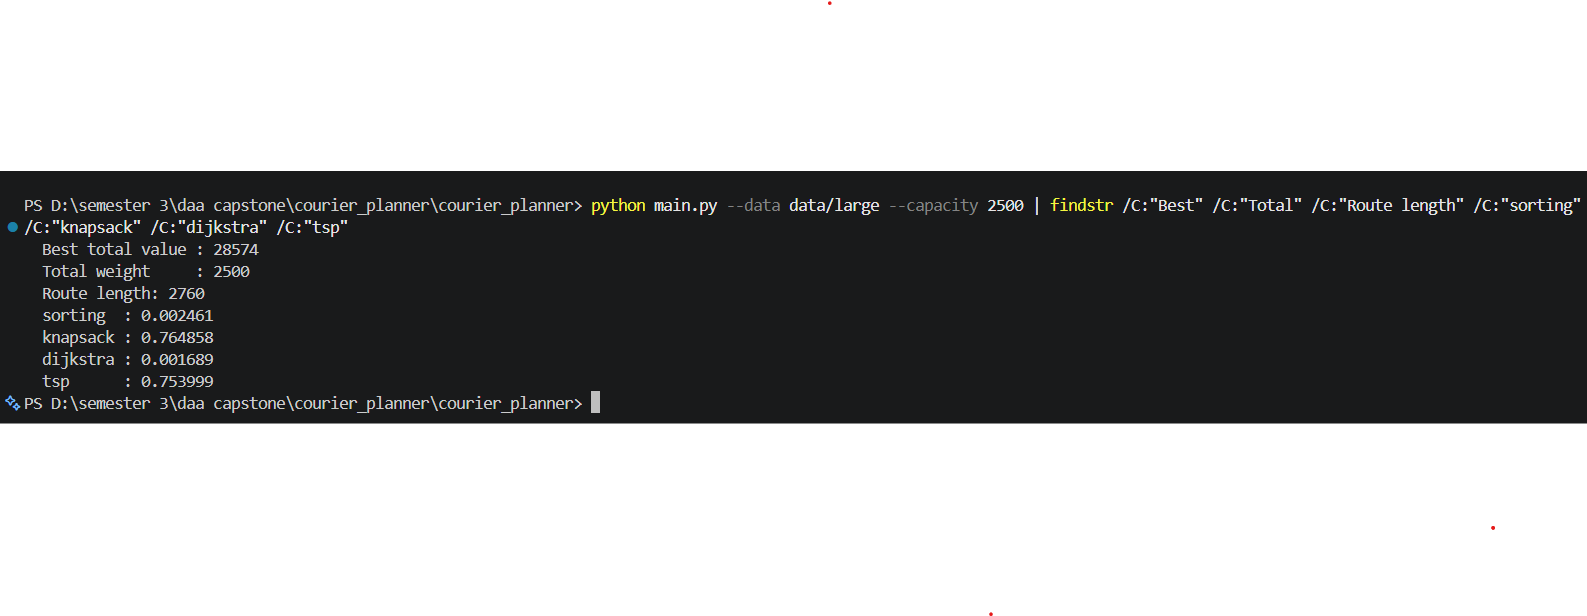 PS D:\semester 3\daa capstone\courier_planner\courier_planner> python main.py --data data/large --capacity 2500 | findstr /C:"Best" /C:"Total" /C:"Route length" /C:"sorting"
/C:"knapsack" /C:"dijkstra" /C:"tsp"
Best total value : 28574
Total weight     : 2500
Route length: 2760
sorting  : 0.002461
knapsack : 0.764858
dijkstra : 0.001689
tsp      : 0.753999
PS D:\semester 3\daa capstone\courier_planner\courier_planner>